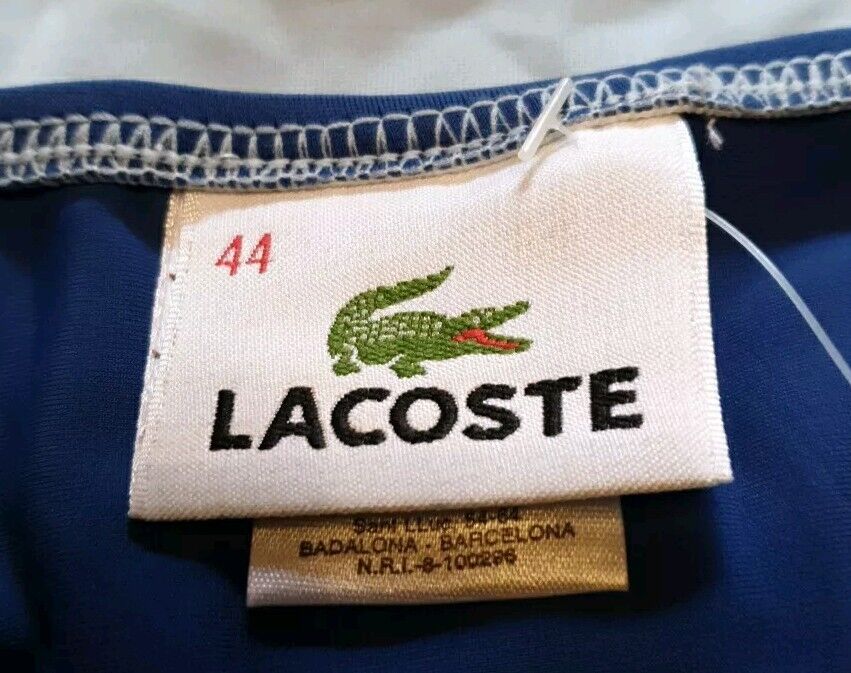 44
LACOSTE
Sant LLuc. 54-64
BADALONA - BARCELONA
N.R.I.-8-100296